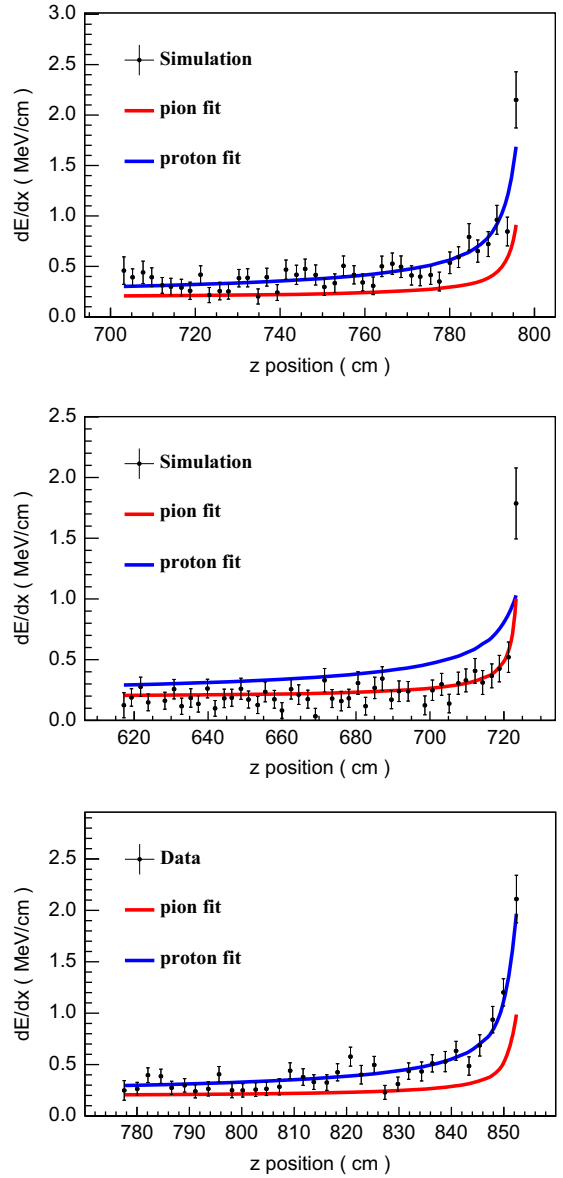 3.0
2.5
2.0
1.5
1.0
0.5
0.0
dE/dx ( MeV/cm )
Simulation
pion fit
proton fit
700 720 740 760 780 800
z position ( cm )
2.5
2.0
1.5
1.0
0.5
0.0
dE/dx ( MeV/cm )
Simulation
pion fit
proton fit
620 640 660 680 700 720
z position ( cm )
2.5
2.0
1.5
1.0
0.5
0.0
dE/dx ( MeV/cm )
Data
pion fit
proton fit
780 790 800 810 820 830 840 850
z position ( cm )